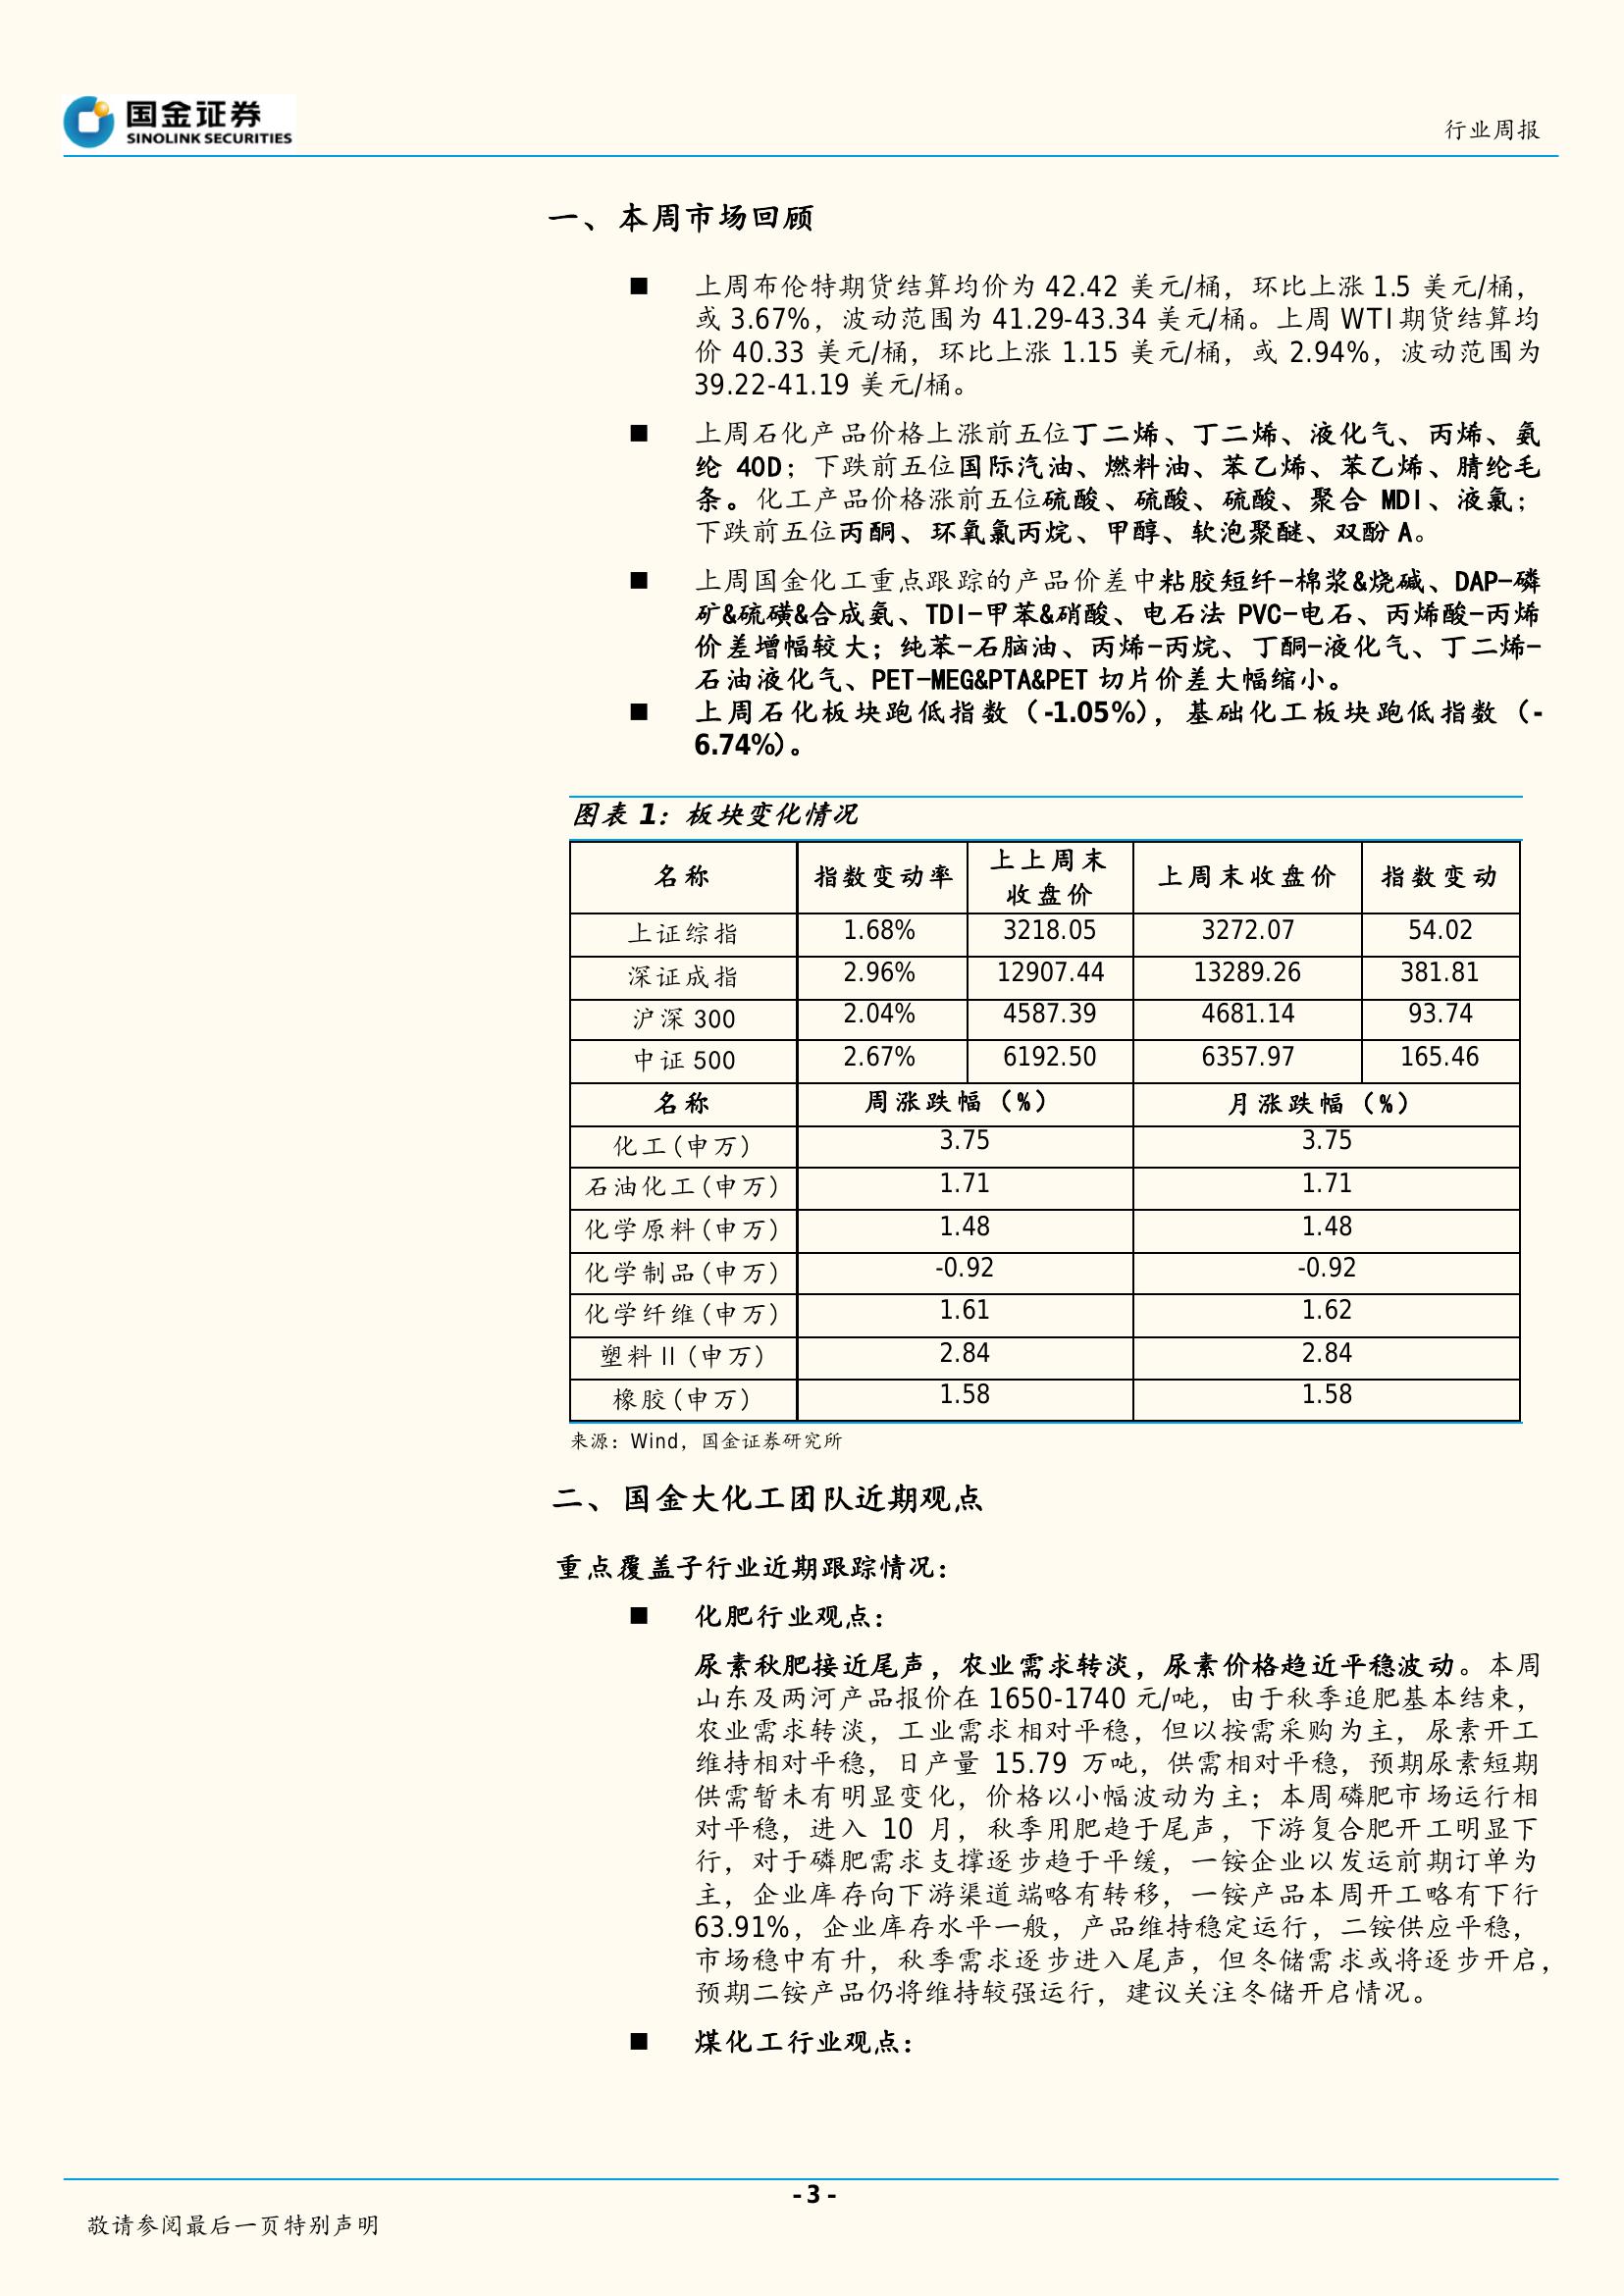 国金证券
SINOLINK SECURITIES
行业周报
一、本周市场回顾
■ 上周布伦特期货结算均价为 42.42 美元/桶，环比上涨 1.5 美元/桶，
或 3.67%，波动范围为 41.29-43.34 美元/桶。上周 WTI 期货结算均
价 40.33 美元/桶，环比上涨 1.15 美元/桶，或 2.94%，波动范围为
39.22-41.19 美元/桶。
■ 上周石化产品价格上涨前五位丁二烯、丁二烯、液化气、丙烯、氨
纶 40D；下跌前五位国际汽油、燃料油、苯乙烯、苯乙烯、腈纶毛
条。化工产品价格涨前五位硫酸、硫酸、硫酸、聚合 MDI、液氯；
下跌前五位丙酮、环氧氯丙烷、甲醇、软泡聚醚、双酚 A。
■ 上周国金化工重点跟踪的产品价差中粘胶短纤-棉浆&烧碱、DAP-磷
矿&硫磺&合成氨、TDI-甲苯&硝酸、电石法 PVC-电石、丙烯酸-丙烯
价差增幅较大；纯苯-石脑油、丙烯-丙烷、丁酮-液化气、丁二烯-
石油液化气、PET-MEG&PTA&PET 切片价差大幅缩小。
■ 上周石化板块跑低指数（-1.05%），基础化工板块跑低指数（-
6.74%）。
图表 1：板块变化情况
名称 指数变动率 上上周末收盘价 上周末收盘价 指数变动
上证综指 1.68% 3218.05 3272.07 54.02
深证成指 2.96% 12907.44 13289.26 381.81
沪深 300 2.04% 4587.39 4681.14 93.74
中证 500 2.67% 6192.50 6357.97 165.46
名称 周涨跌幅（%） 月涨跌幅（%）
化工(申万) 3.75 3.75
石油化工(申万) 1.71 1.71
化学原料(申万) 1.48 1.48
化学制品(申万) -0.92 -0.92
化学纤维(申万) 1.61 1.62
塑料 II (申万) 2.84 2.84
橡胶(申万) 1.58 1.58
来源：Wind，国金证券研究所
二、国金大化工团队近期观点
重点覆盖子行业近期跟踪情况：
■ 化肥行业观点：
尿素秋肥接近尾声，农业需求转淡，尿素价格趋近平稳波动。本周
山东及两河产品报价在 1650-1740 元/吨，由于秋季追肥基本结束，
农业需求转淡，工业需求相对平稳，但以按需采购为主，尿素开工
维持相对平稳，日产量 15.79 万吨，供需相对平稳，预期尿素短期
供需暂未有明显变化，价格以小幅波动为主；本周磷肥市场运行相
对平稳，进入 10 月，秋季用肥趋于尾声，下游复合肥开工明显下
行，对于磷肥需求支撑逐步趋于平缓，一铵企业以发运前期订单为
主，企业库存向下游渠道端略有转移，一铵产品本周开工略有下行
63.91%，企业库存水平一般，产品维持稳定运行，二铵供应平稳，
市场稳中有升，秋季需求逐步进入尾声，但冬储需求或将逐步开启，
预期二铵产品仍将维持较强运行，建议关注冬储开启情况。
■ 煤化工行业观点：
- 3 -
敬请参阅最后一页特别声明